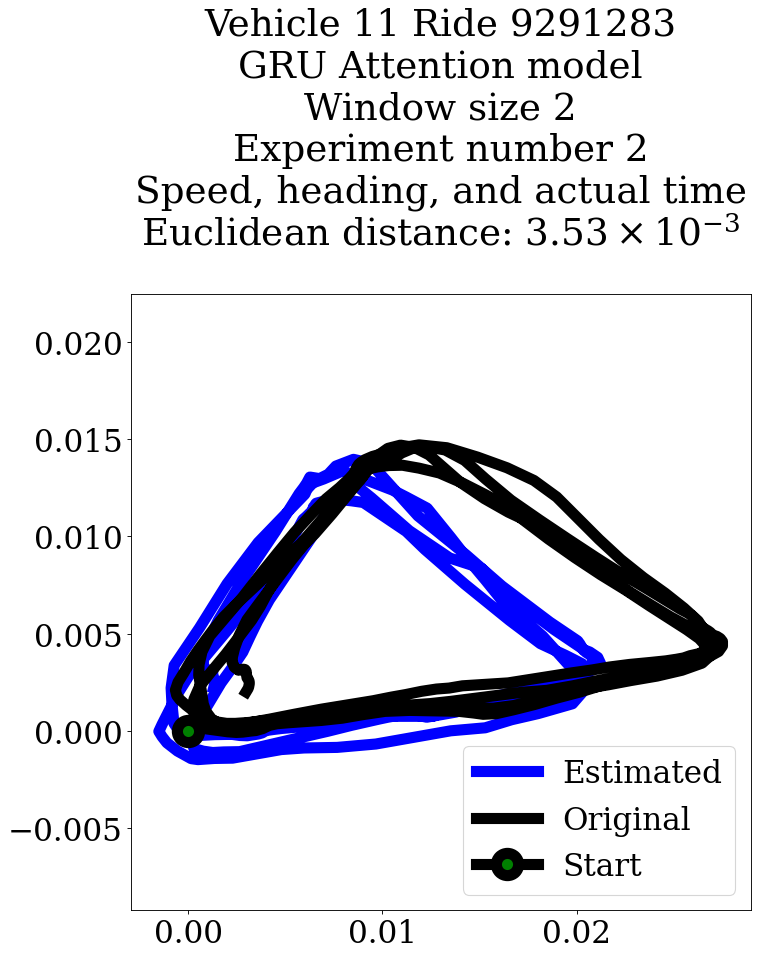 Vehicle 11 Ride 9291283
GRU Attention model
Window size 2
Experiment number 2
Speed, heading, and actual time
Euclidean distance: 3.53 × 10⁻³
0.020
0.015
0.010
0.005
0.000
−0.005
Estimated
Original
Start
0.00 0.01 0.02